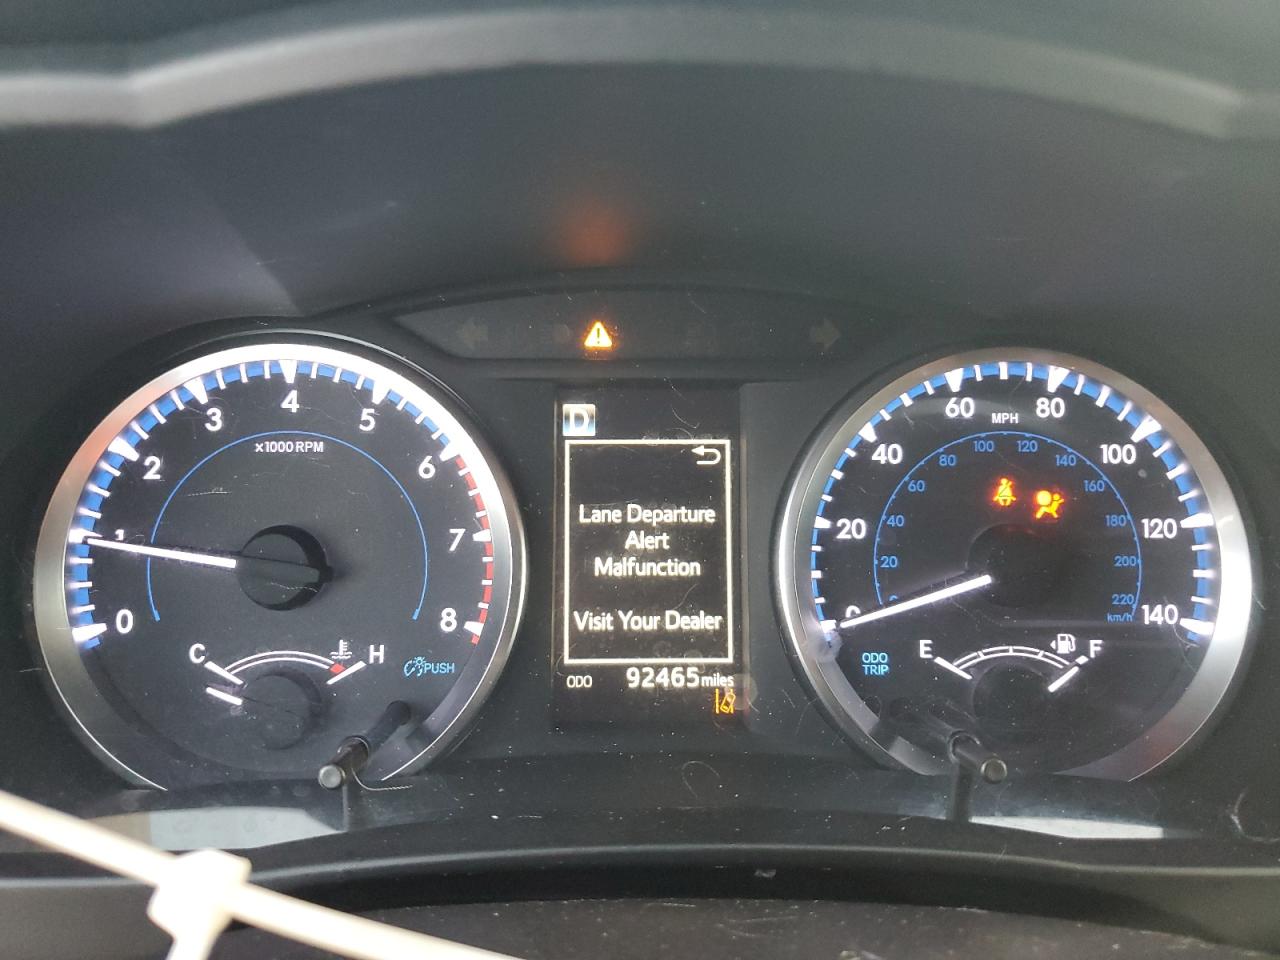 0
1
2
3
4
5
6
7
8
x1000 RPM
C
H
PUSH
D
Lane Departure
Alert
Malfunction
Visit Your Dealer
ODO 92465 miles
0
20
40
60
80
100
120
140
MPH
20
40
60
80
100
120
140
160
180
200
220
km/h
ODO
TRIP
E
F